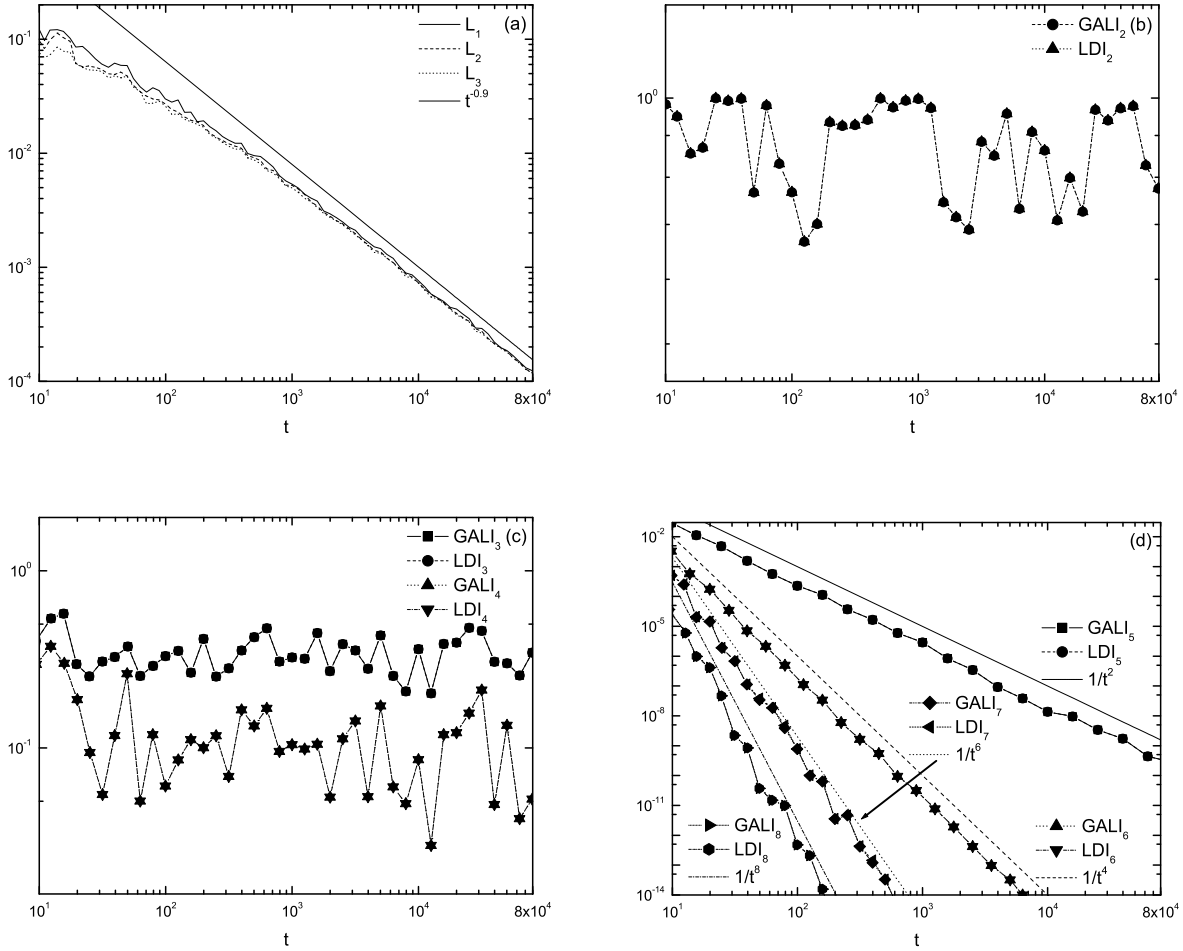 (a)
L₁
L₂
L₃
t⁻⁰·⁹
10⁻¹
10⁻²
10⁻³
10⁻⁴
10¹ 10² 10³ 10⁴ 8x10⁴
t
(b)
GALI₂
LDI₂
10⁰
10¹ 10² 10³ 10⁴ 8x10⁴
t
(c)
GALI₃
LDI₃
GALI₄
LDI₄
10⁰
10⁻¹
10¹ 10² 10³ 10⁴ 8x10⁴
t
(d)
10⁻²
10⁻⁵
10⁻⁸
10⁻¹¹
10⁻¹⁴
GALI₅
LDI₅
1/t²
GALI₇
LDI₇
1/t⁶
GALI₈
LDI₈
1/t⁸
GALI₆
LDI₆
1/t⁴
10¹ 10² 10³ 10⁴ 8x10⁴
t